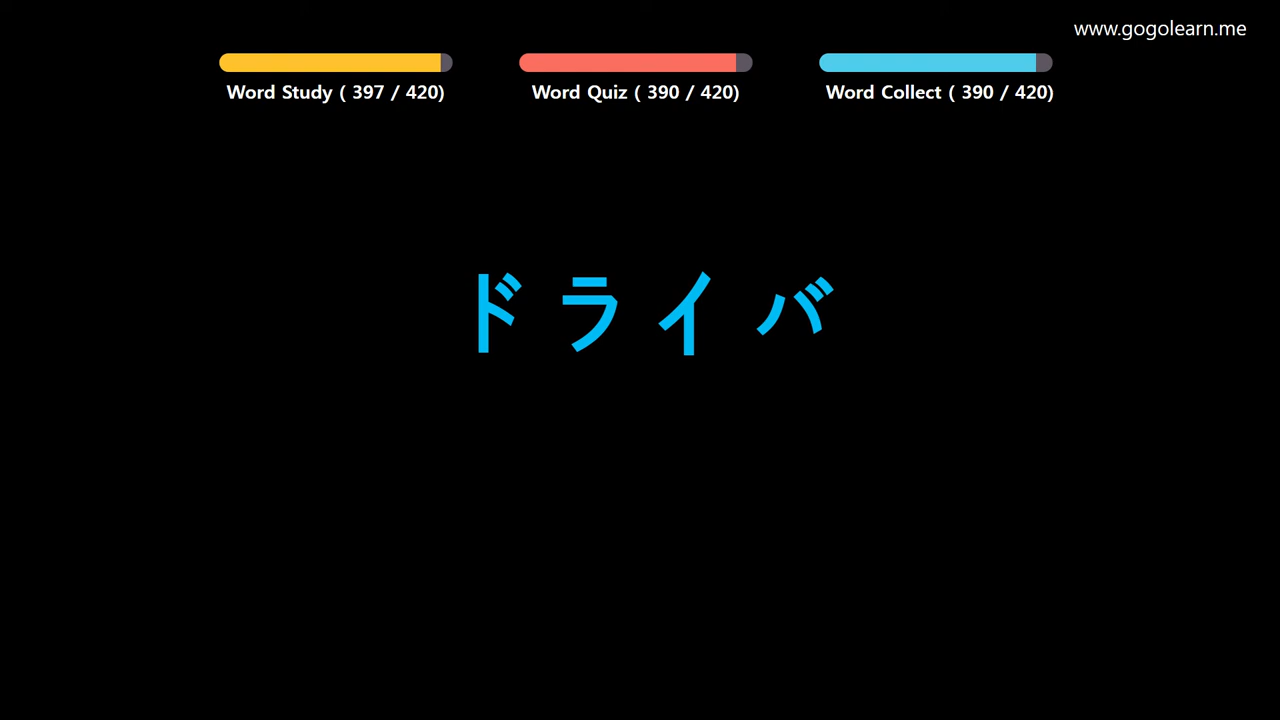 www.gogolearn.me
Word Study ( 397 / 420)
Word Quiz ( 390 / 420)
Word Collect ( 390 / 420)
ドライバ